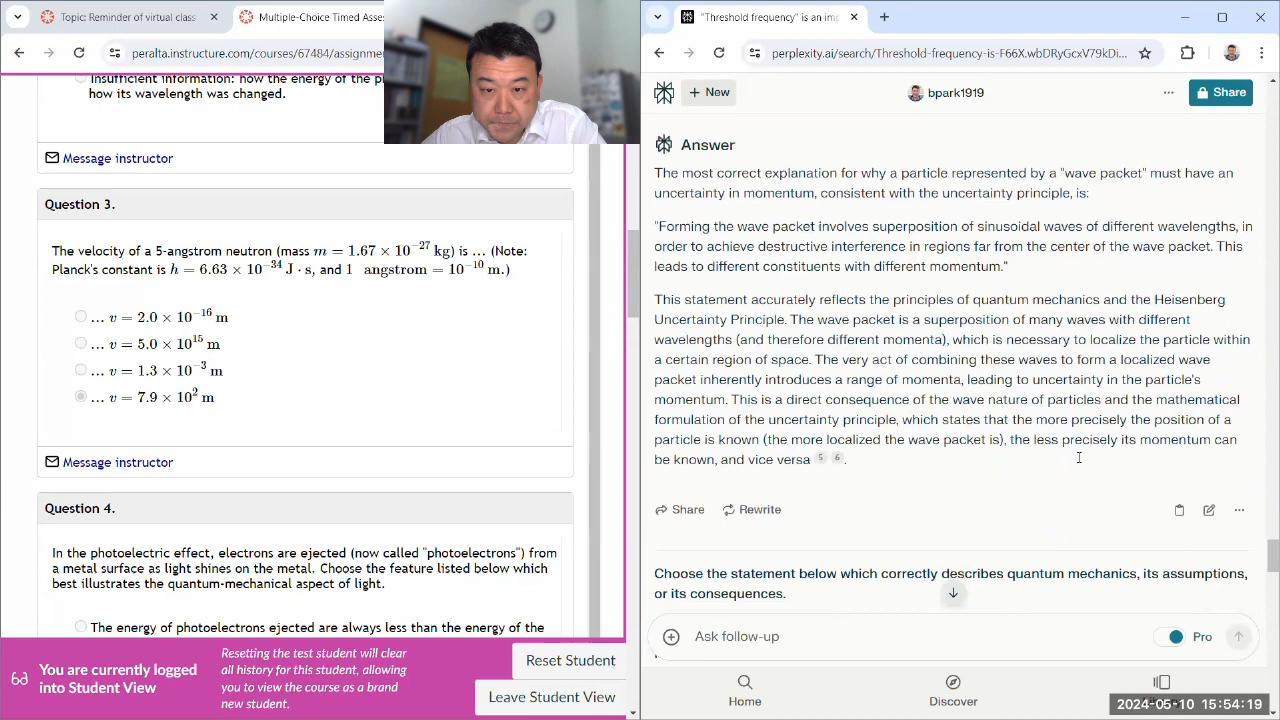 Topic Reminder of virtual class
Multiple-Choice Timed Asse
peralta.instructure.com/courses/67484/assignme
Insufficient information: how the energy of the p
how its wavelength was changed.
Message instructor
Question 3.
The velocity of a 5-angstrom neutron (mass m = 1.67 × 10⁻²⁷ kg) is ... (Note:
Planck's constant is h = 6.63 × 10⁻³⁴ J · s, and 1 angstrom = 10⁻¹⁰ m.)
... v = 2.0 × 10⁻¹⁶ m
... v = 5.0 × 10¹⁵ m
... v = 1.3 × 10⁻³ m
... v = 7.9 × 10² m
Message instructor
Question 4.
In the photoelectric effect, electrons are ejected (now called "photoelectrons") from
a metal surface as light shines on the metal. Choose the feature listed below which
best illustrates the quantum-mechanical aspect of light.
The energy of photoelectrons ejected are always less than the energy of the
You are currently logged
into Student View
Resetting the test student will clear
all history for this student, allowing
you to view the course as a brand
new student.
Reset Student
Leave Student View
"Threshold frequency" is an imp
perplexity.ai/search/Threshold-frequency-is-F66X.wbDRyGczV79kDi...
New
bpark1919
Share
Answer
The most correct explanation for why a particle represented by a "wave packet" must have an
uncertainty in momentum, consistent with the uncertainty principle, is:
"Forming the wave packet involves superposition of sinusoidal waves of different wavelengths, in
order to achieve destructive interference in regions far from the center of the wave packet. This
leads to different constituents with different momentum."
This statement accurately reflects the principles of quantum mechanics and the Heisenberg
Uncertainty Principle. The wave packet is a superposition of many waves with different
wavelengths (and therefore different momenta), which is necessary to localize the particle within
a certain region of space. The very act of combining these waves to form a localized wave
packet inherently introduces a range of momenta, leading to uncertainty in the particle's
momentum. This is a direct consequence of the wave nature of particles and the mathematical
formulation of the uncertainty principle, which states that the more precisely the position of a
particle is known (the more localized the wave packet is), the less precisely its momentum can
be known, and vice versa 5 6 .
Share Rewrite
Choose the statement below which correctly describes quantum mechanics, its assumptions,
or its consequences.
Ask follow-up
Pro
Home
Discover
2024-05-10 15:54:19